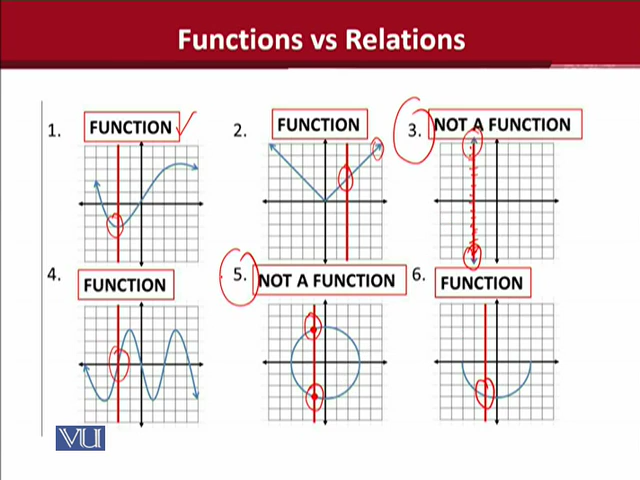 Functions vs Relations
1. FUNCTION
2. FUNCTION
3. NOT A FUNCTION
4. FUNCTION
5. NOT A FUNCTION
6. FUNCTION
VU